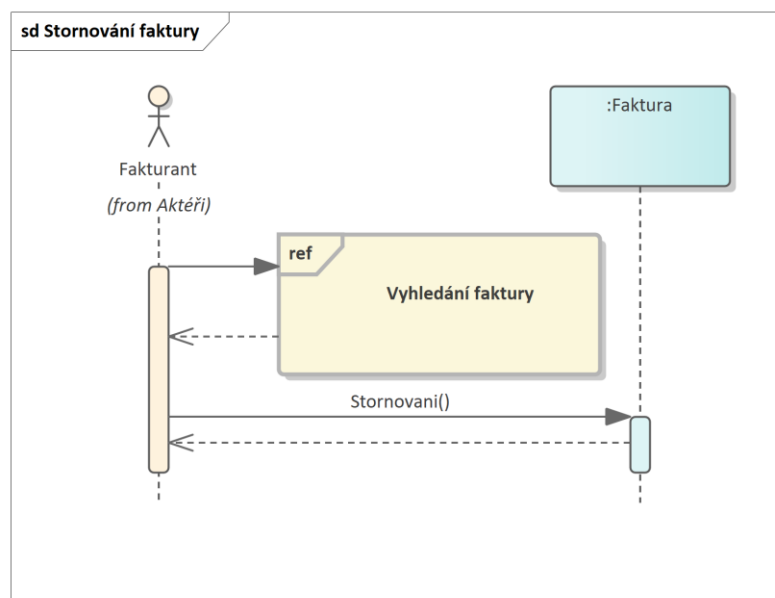 sd Stornování faktury
:Faktura
Fakturant
(from Aktéři)
ref
Vyhledání faktury
Stornovani()